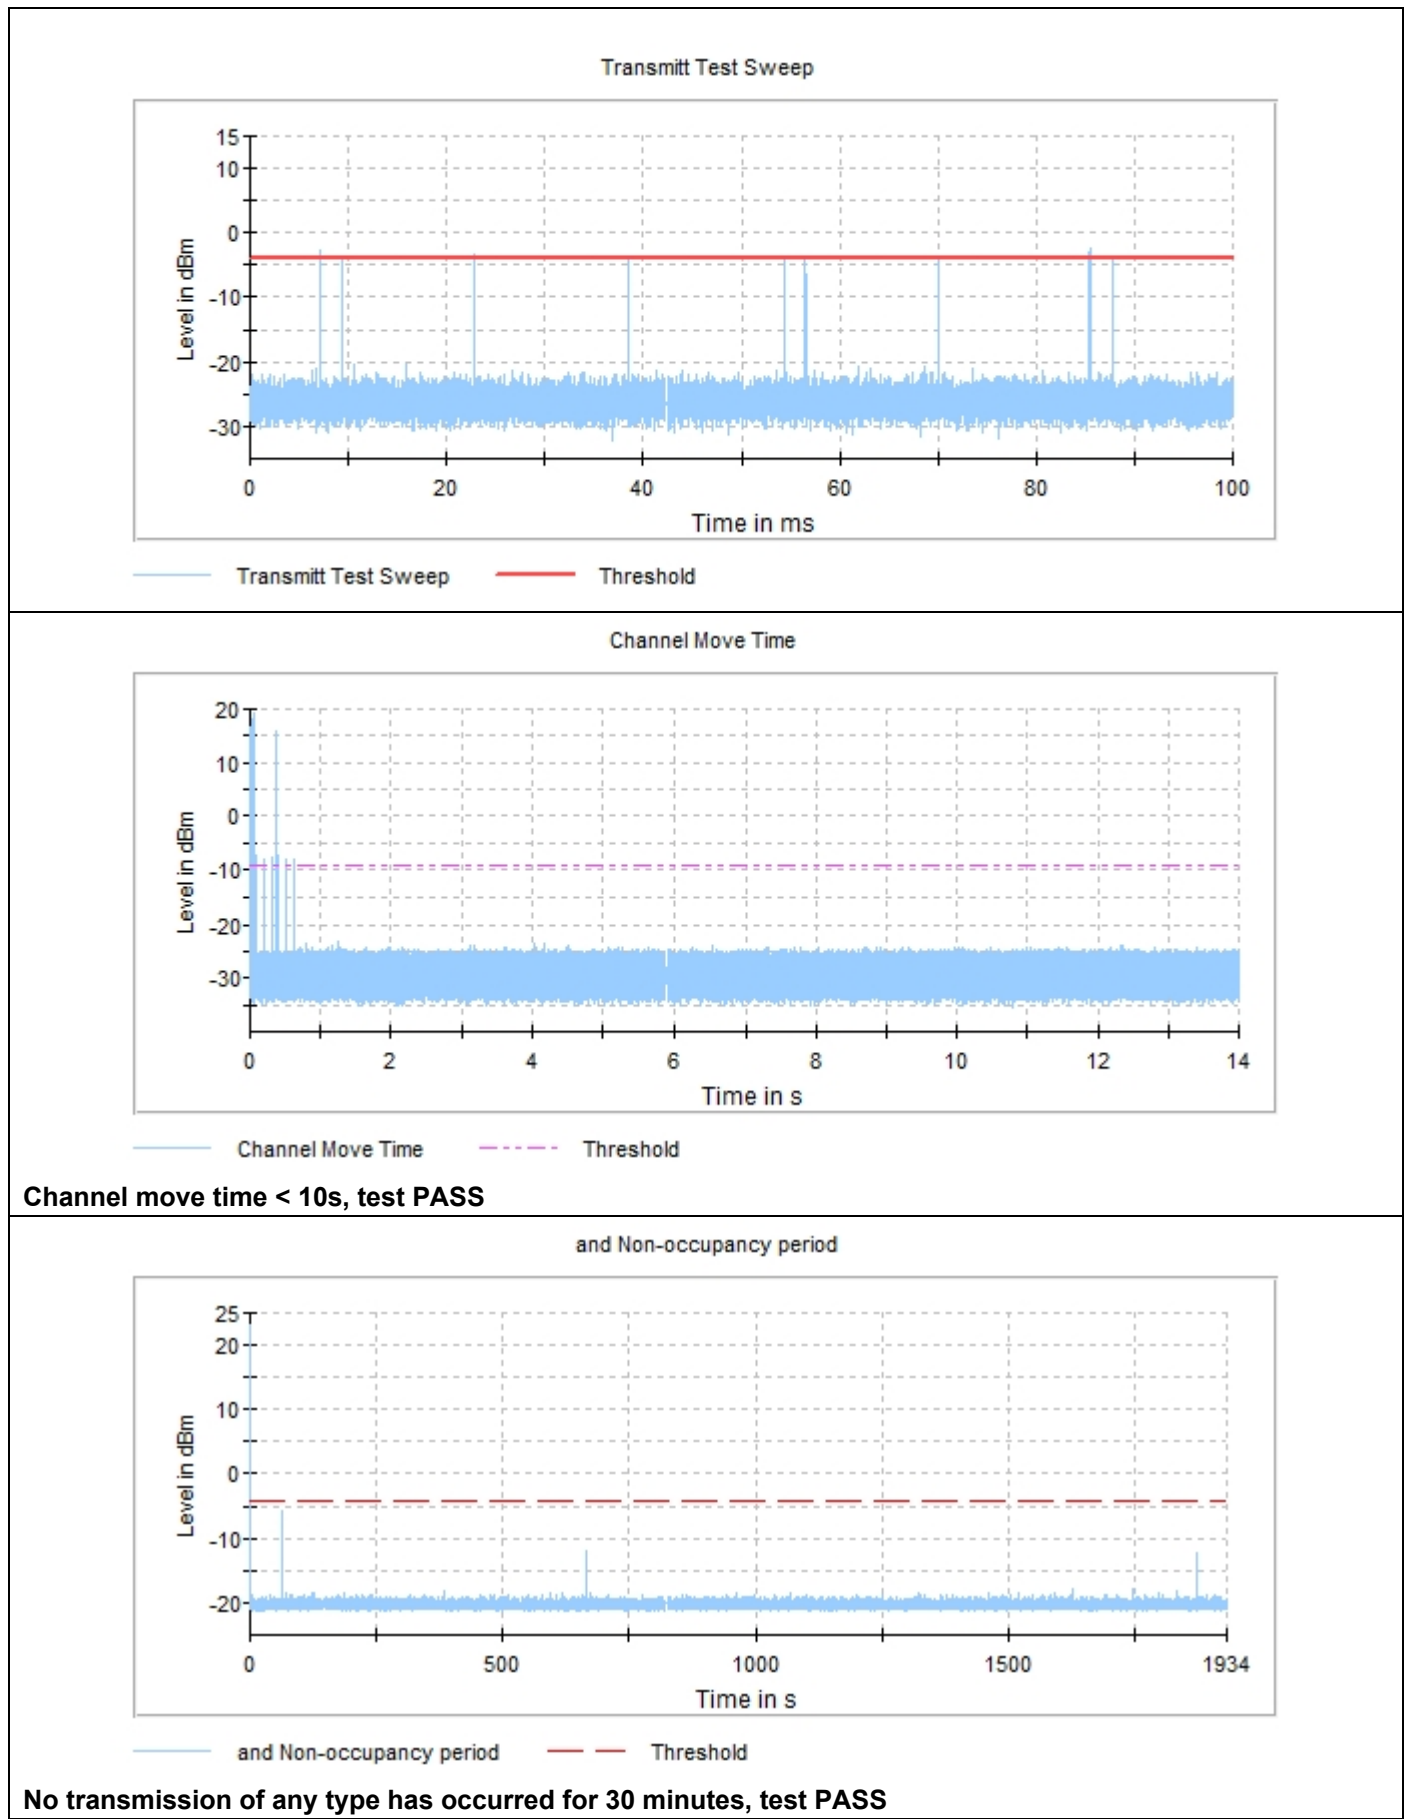 Transmitt Test Sweep
15
10
0
-10
-20
-30
Level in dBm
0 20 40 60 80 100
Time in ms
Transmitt Test Sweep Threshold
Channel Move Time
20
10
0
-10
-20
-30
Level in dBm
0 2 4 6 8 10 12 14
Time in s
Channel Move Time Threshold
Channel move time < 10s, test PASS
and Non-occupancy period
25
20
10
0
-10
-20
Level in dBm
0 500 1000 1500 1934
Time in s
and Non-occupancy period Threshold
No transmission of any type has occurred for 30 minutes, test PASS